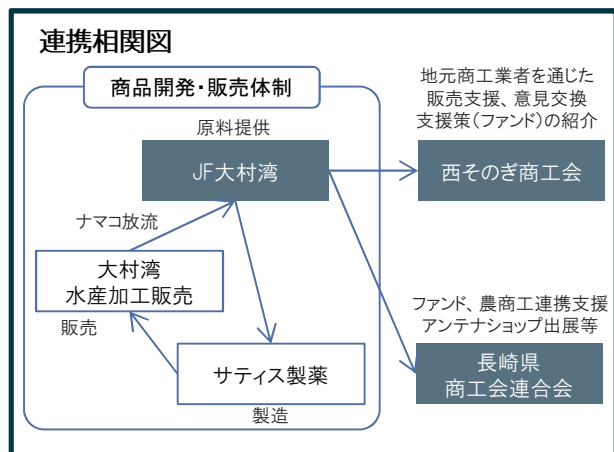 連携相関図
商品開発・販売体制
原料提供
JF大村湾
ナマコ放流
大村湾
水産加工販売
販売
サティス製薬
製造
地元商工業者を通じた
販売支援、意見交換
支援策(ファンド)の紹介
西そのぎ商工会
ファンド、農商工連携支援
アンテナショップ出展等
長崎県
商工会連合会